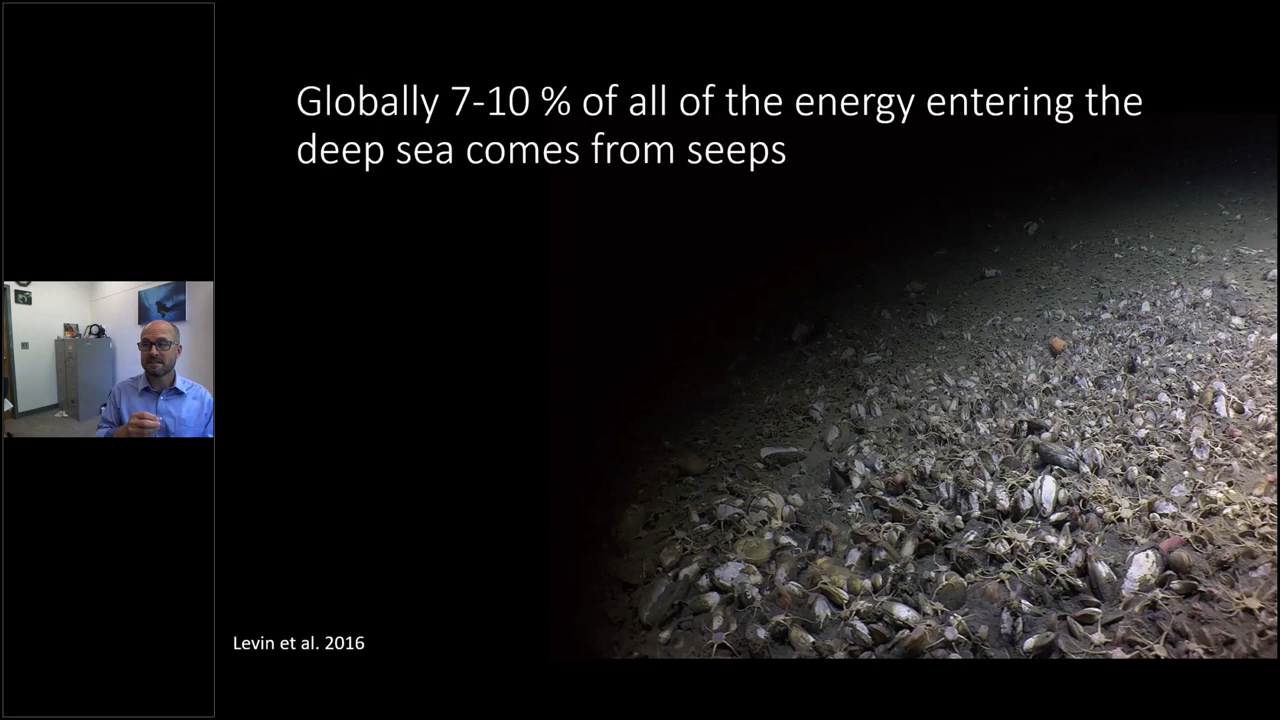 Globally 7-10 % of all of the energy entering the
deep sea comes from seeps
Levin et al. 2016